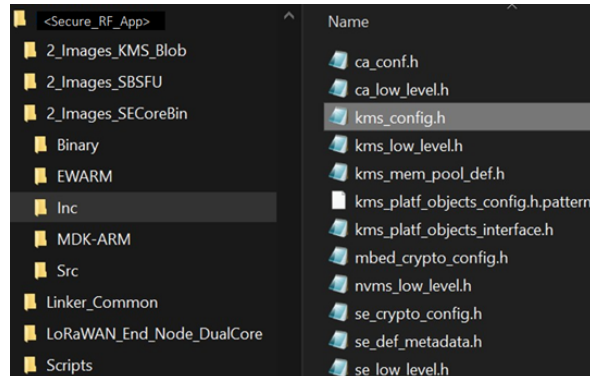 <Secure_RF_App>
2_Images_KMS_Blob
2_Images_SBSFU
2_Images_SECoreBin
Binary
EWARM
Inc
MDK-ARM
Src
Linker_Common
LoRaWAN_End_Node_DualCore
Scripts
Name
ca_conf.h
ca_low_level.h
kms_config.h
kms_low_level.h
kms_mem_pool_def.h
kms_platf_objects_config.h.pattern
kms_platf_objects_interface.h
mbed_crypto_config.h
nvms_low_level.h
se_crypto_config.h
se_def_metadata.h
se_low_level.h